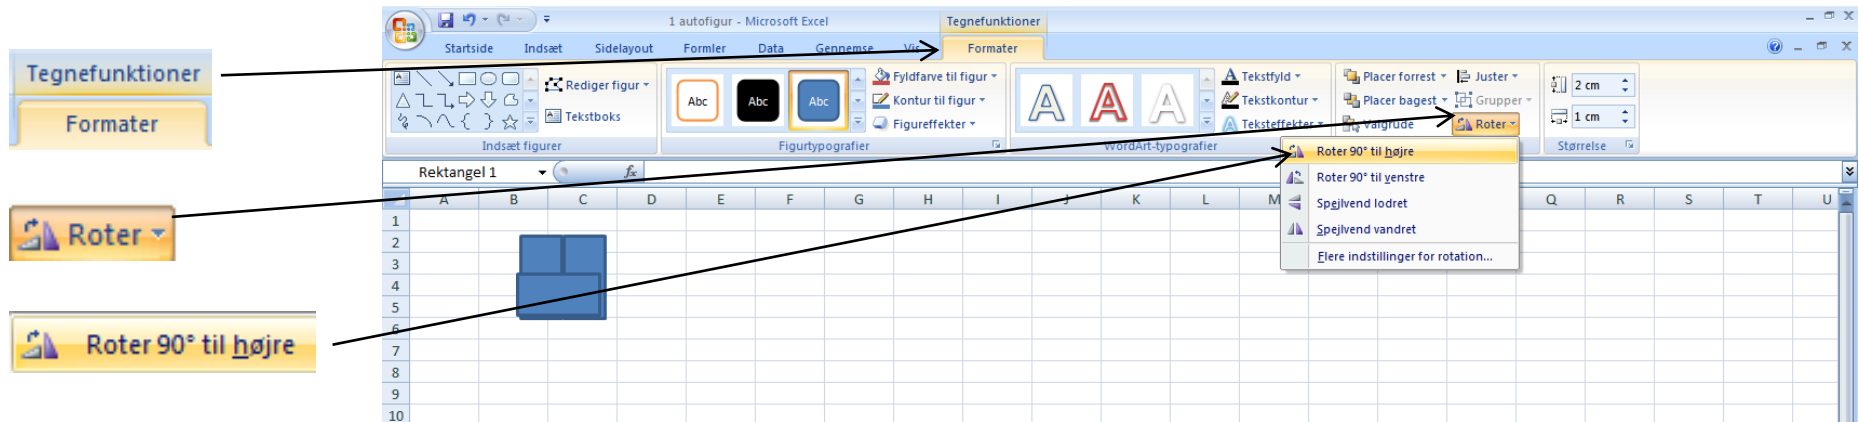 Tegnefunktioner
Formater
Roter
Roter 90° til højre
1 autofigur - Microsoft Excel
Tegnefunktioner
Startside Indsæt Sidelayout Formler Data Gennemse Vis Formater
Rediger figur
Tekstboks
Indsæt figurer
Abc Abc Abc
Fyldfarve til figur
Kontur til figur
Figureffekter
Figurtypografier
A A A
Tekstfyld
Tekstkontur
Teksteffekter
WordArt-typografier
Placer forrest
Placer bagest
Valgrude
Juster
Grupper
Roter
2 cm
1 cm
Størrelse
Roter 90° til højre
Roter 90° til venstre
Spejlvend lodret
Spejlvend vandret
Flere indstillinger for rotation...
Rektangel 1
fx
A B C D E F G H I J K L M Q R S T U
1
2
3
4
5
6
7
8
9
10